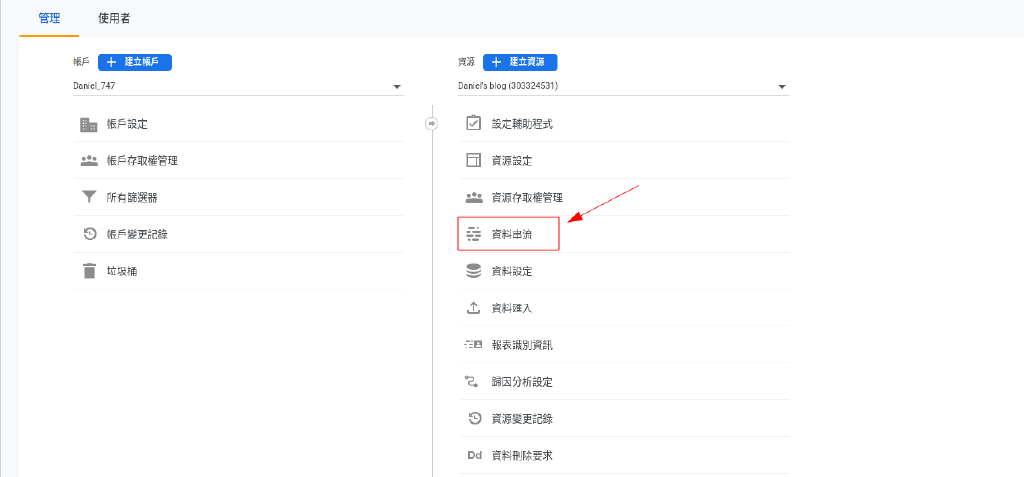 管理 使用者
帳戶 + 建立帳戶
Daniel_747
帳戶設定
帳戶存取權管理
所有篩選器
帳戶變更記錄
垃圾桶
資源 + 建立資源
Daniel's blog (303324531)
設定輔助程式
資源設定
資源存取權管理
資料串流
資料設定
資料匯入
報表識別資訊
歸因分析設定
資源變更記錄
Dd 資料刪除要求